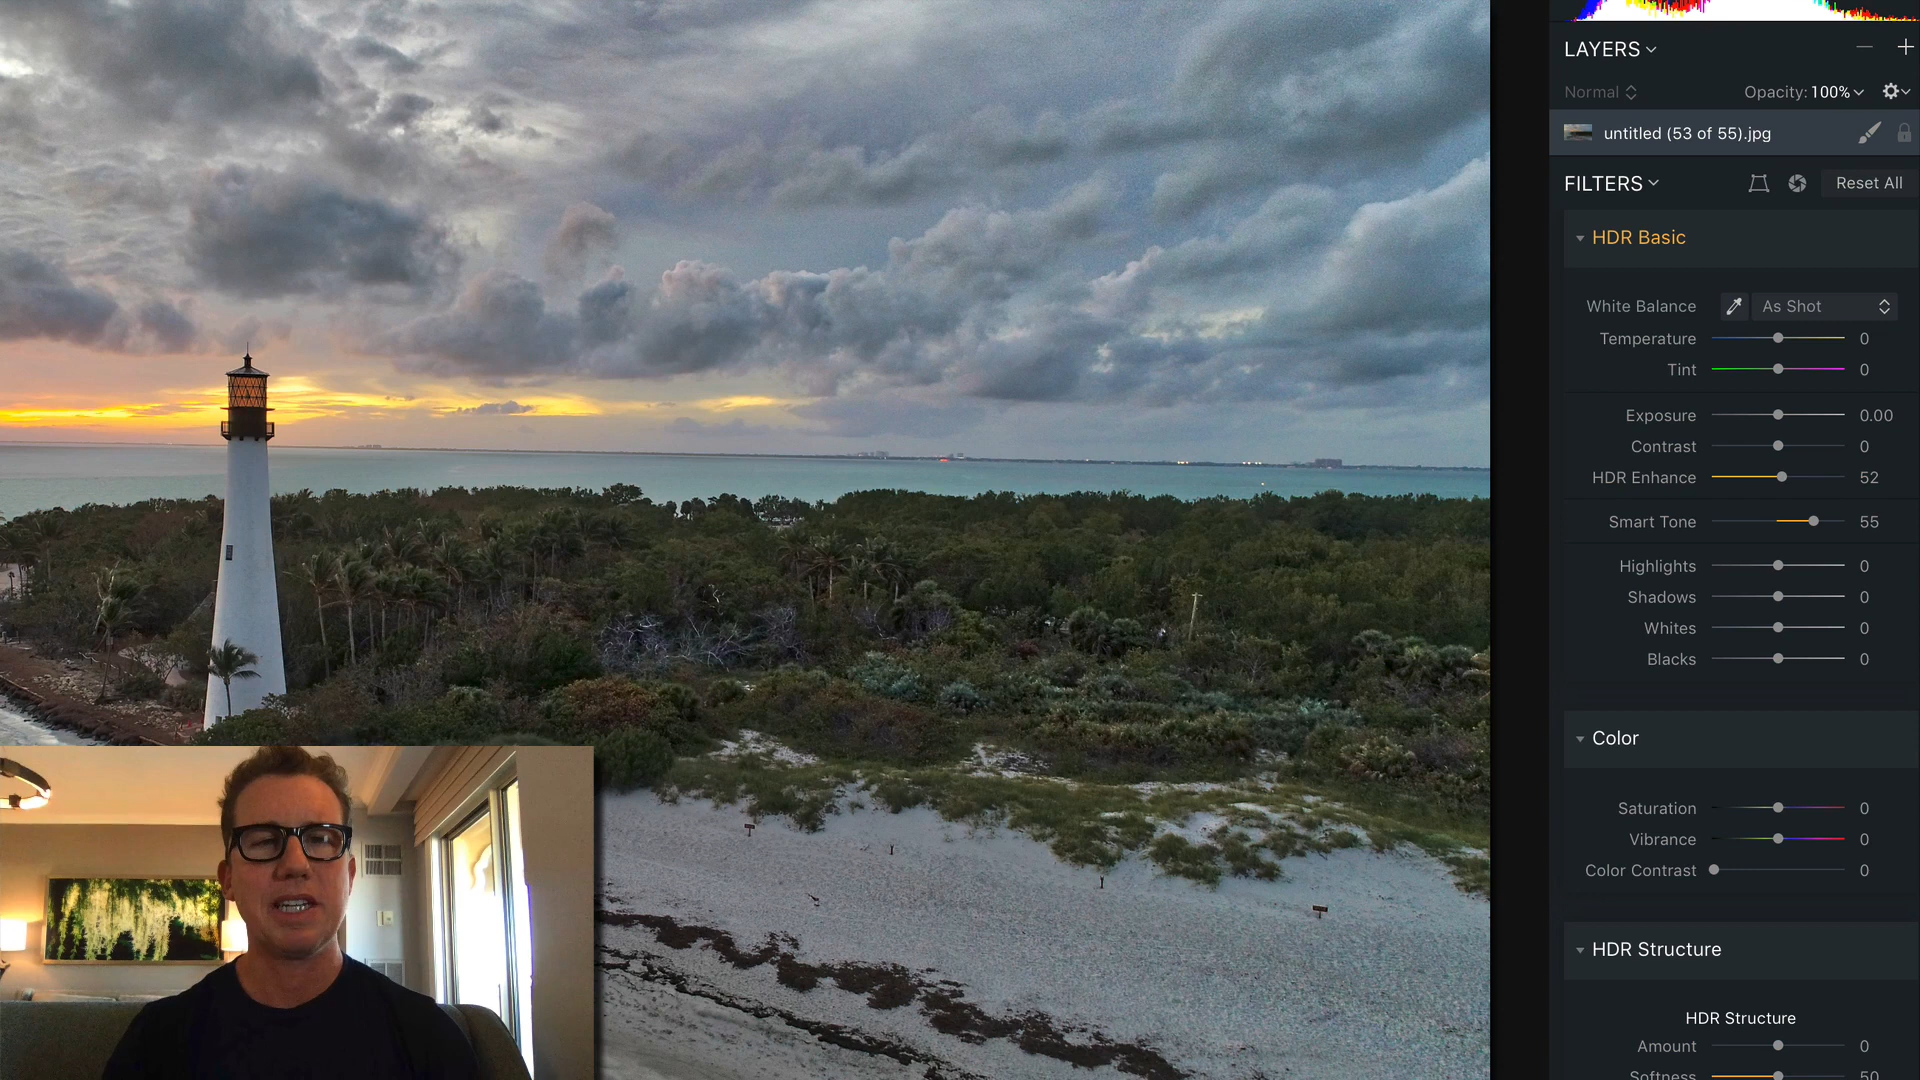 LAYERS
Normal Opacity: 100%
untitled (53 of 55).jpg
FILTERS Reset All
HDR Basic
White Balance As Shot
Temperature 0
Tint 0
Exposure 0.00
Contrast 0
HDR Enhance 52
Smart Tone 55
Highlights 0
Shadows 0
Whites 0
Blacks 0
Color
Saturation 0
Vibrance 0
Color Contrast 0
HDR Structure
HDR Structure
Amount 0
Softness 50